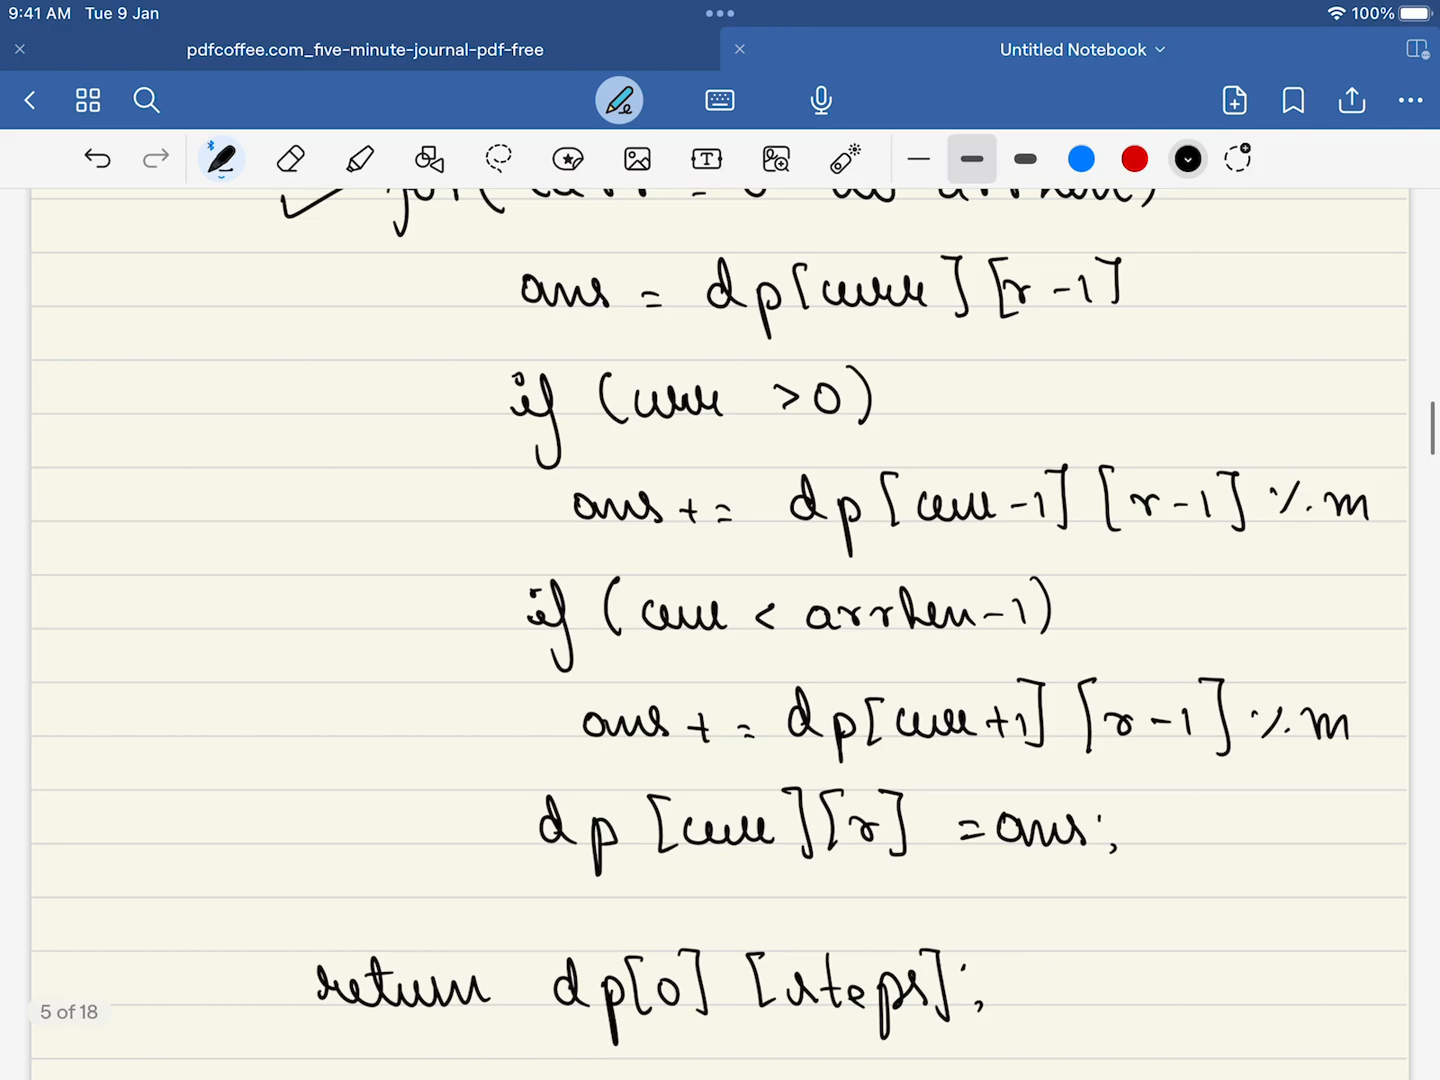 9:41 AM Tue 9 Jan
100%
pdfcoffee.com_five-minute-journal-pdf-free
Untitled Notebook
ans = dp[curr][r-1]
if (curr >0)
ans += dp[curr-1][r-1] % m
if (curr < arrLen-1)
ans += dp[curr+1][r-1] % m
dp[curr][r] = ans;
return dp[0][steps];
5 of 18